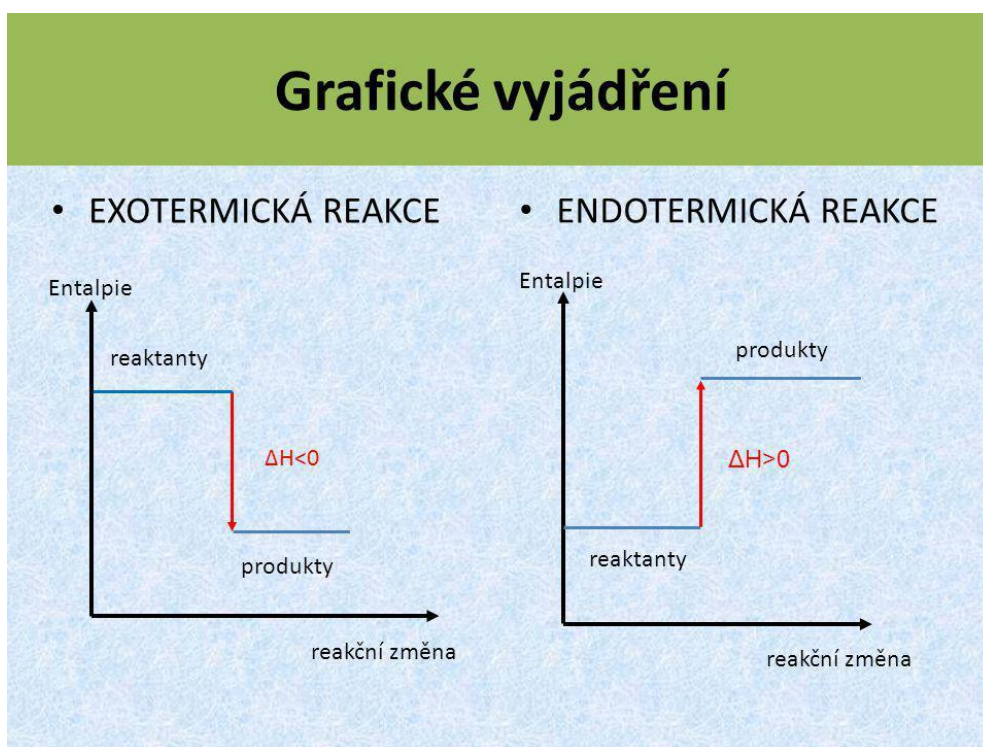 Grafické vyjádření
• EXOTERMICKÁ REAKCE
Entalpie
reaktanty
ΔH<0
produkty
reakční změna
• ENDOTERMICKÁ REAKCE
Entalpie
produkty
ΔH>0
reaktanty
reakční změna